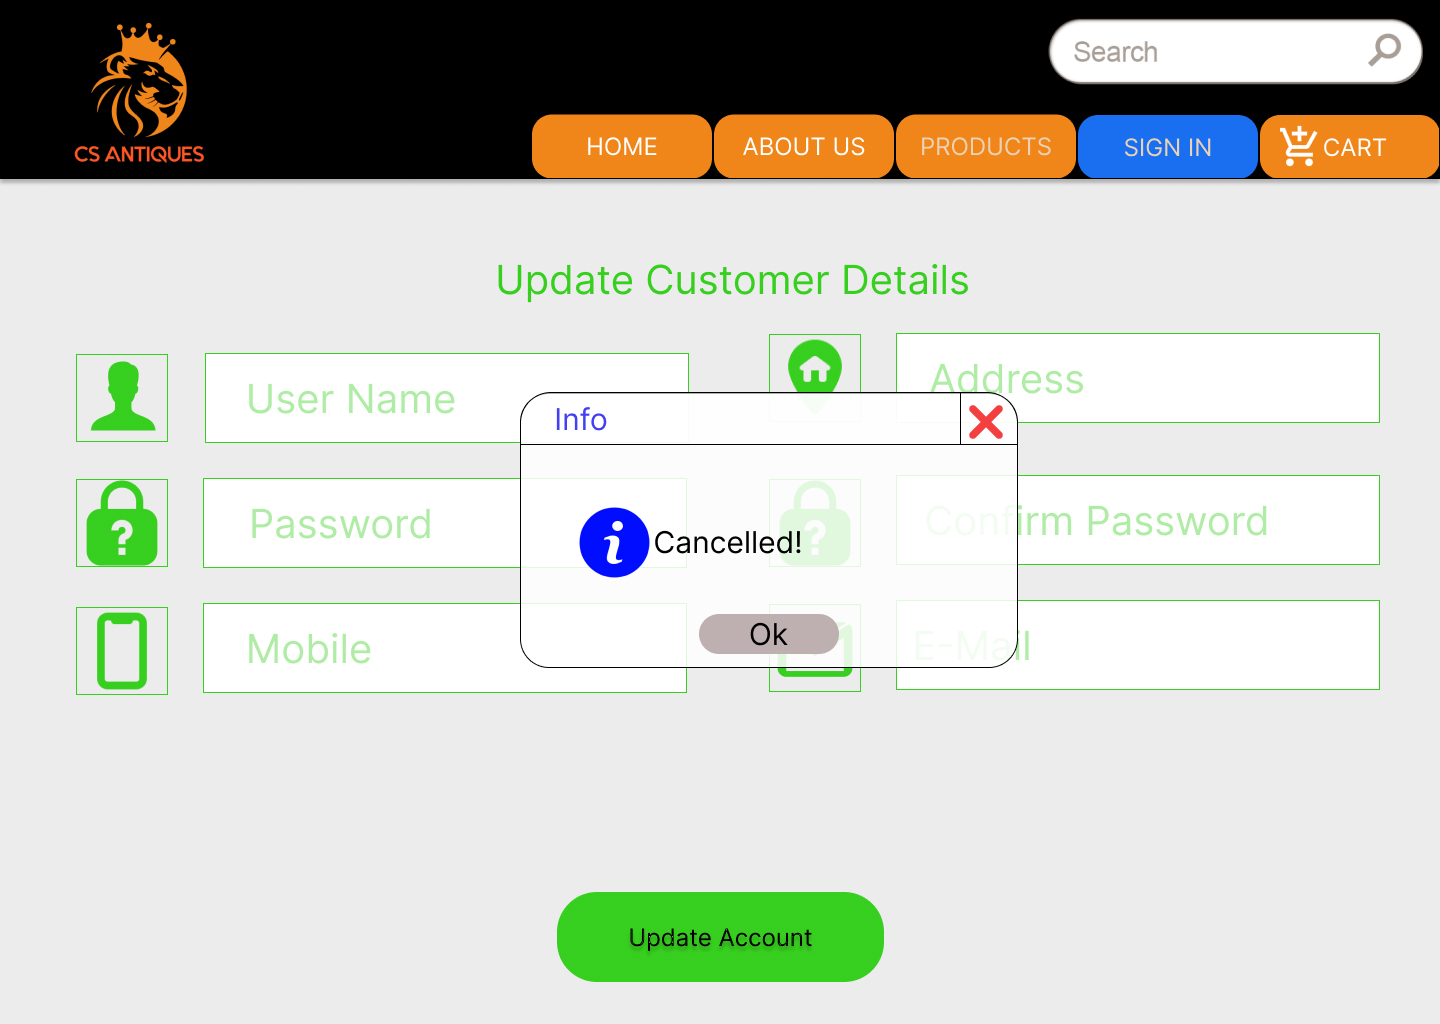 CS ANTIQUES
Search
HOME
ABOUT US
PRODUCTS
SIGN IN
CART
Update Customer Details
User Name
Address
Info
Password
Confirm Password
Cancelled!
Mobile
E-Mail
Ok
Update Account